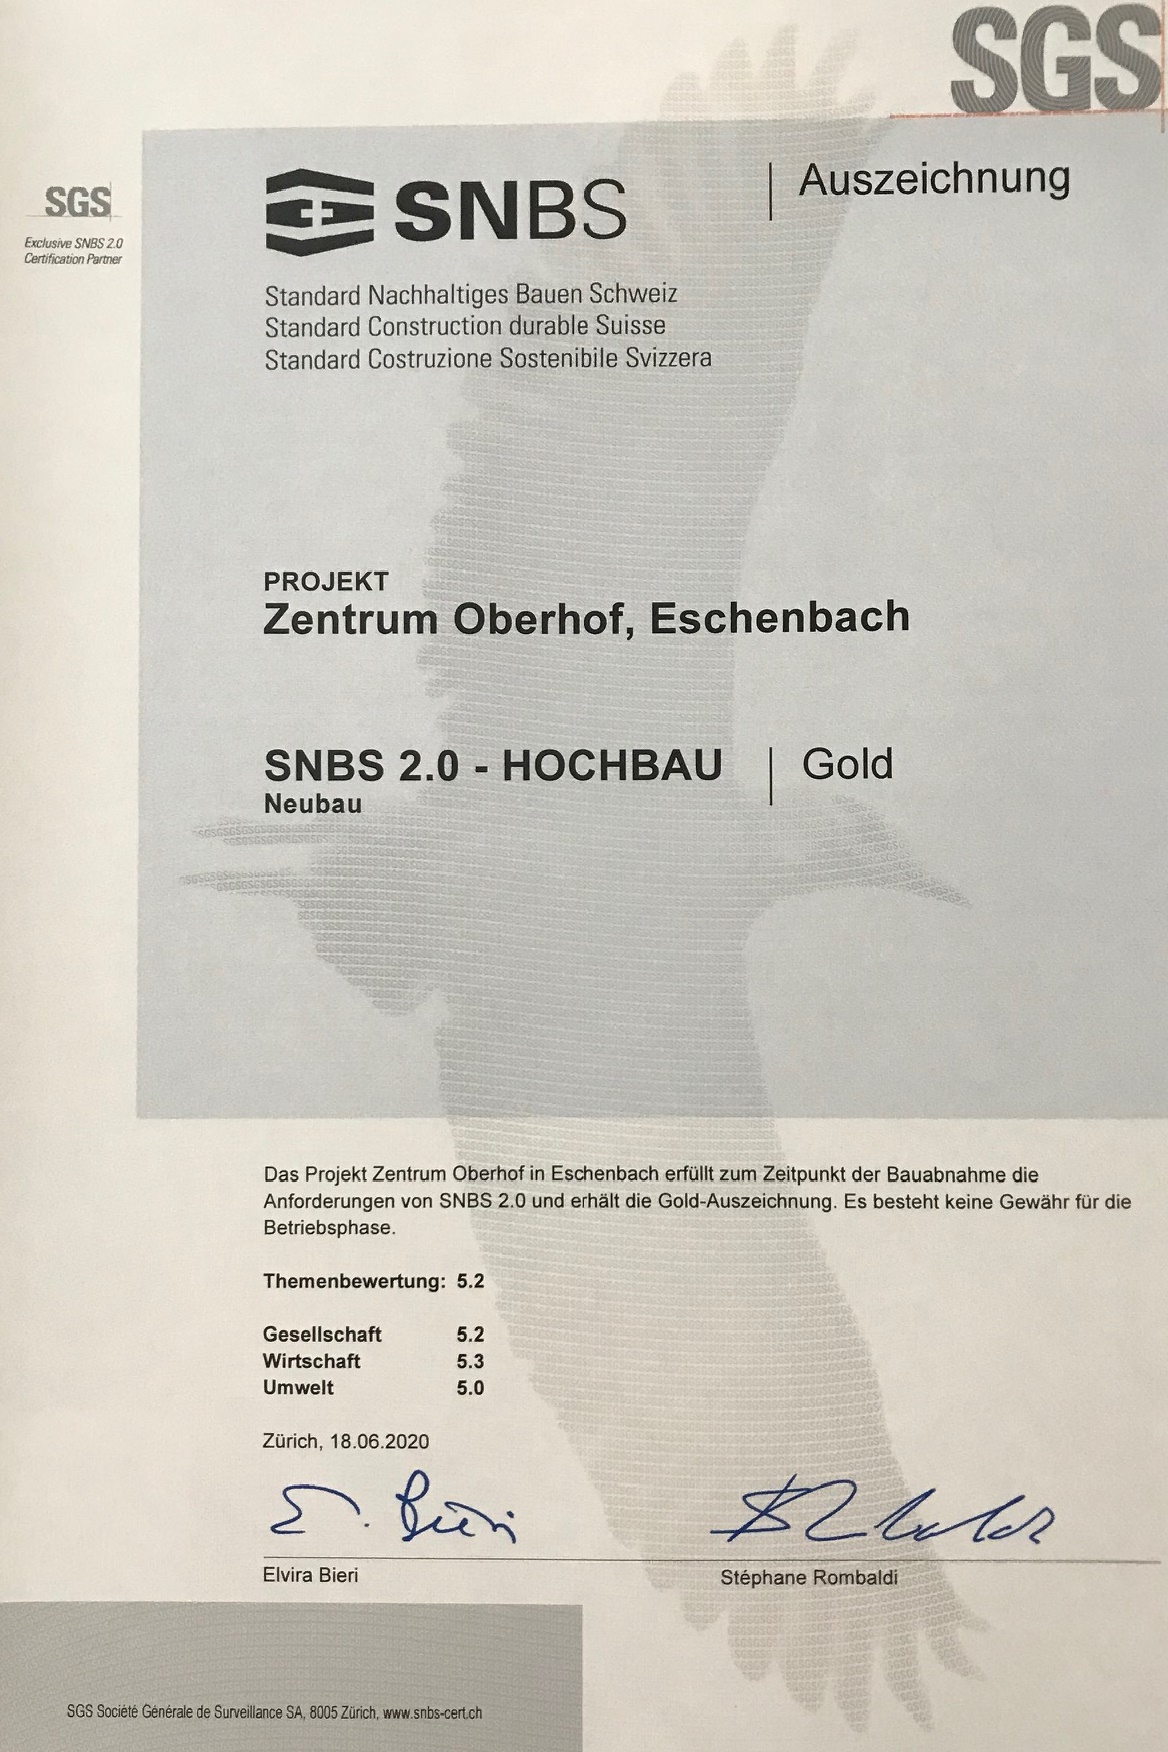 SGS
SGS
Exclusive SNBS 2.0
Certification Partner
SNBS
Auszeichnung
Standard Nachhaltiges Bauen Schweiz
Standard Construction durable Suisse
Standard Costruzione Sostenibile Svizzera
PROJEKT
Zentrum Oberhof, Eschenbach
SNBS 2.0 - HOCHBAU
Gold
Neubau
Das Projekt Zentrum Oberhof in Eschenbach erfüllt zum Zeitpunkt der Bauabnahme die
Anforderungen von SNBS 2.0 und erhält die Gold-Auszeichnung. Es besteht keine Gewähr für die
Betriebsphase.
Themenbewertung: 5.2
Gesellschaft 5.2
Wirtschaft 5.3
Umwelt 5.0
Zürich, 18.06.2020
E. Bieri
Elvira Bieri
Stéphane Rombaldi
SGS Société Générale de Surveillance SA, 8005 Zürich, www.snbs-cert.ch